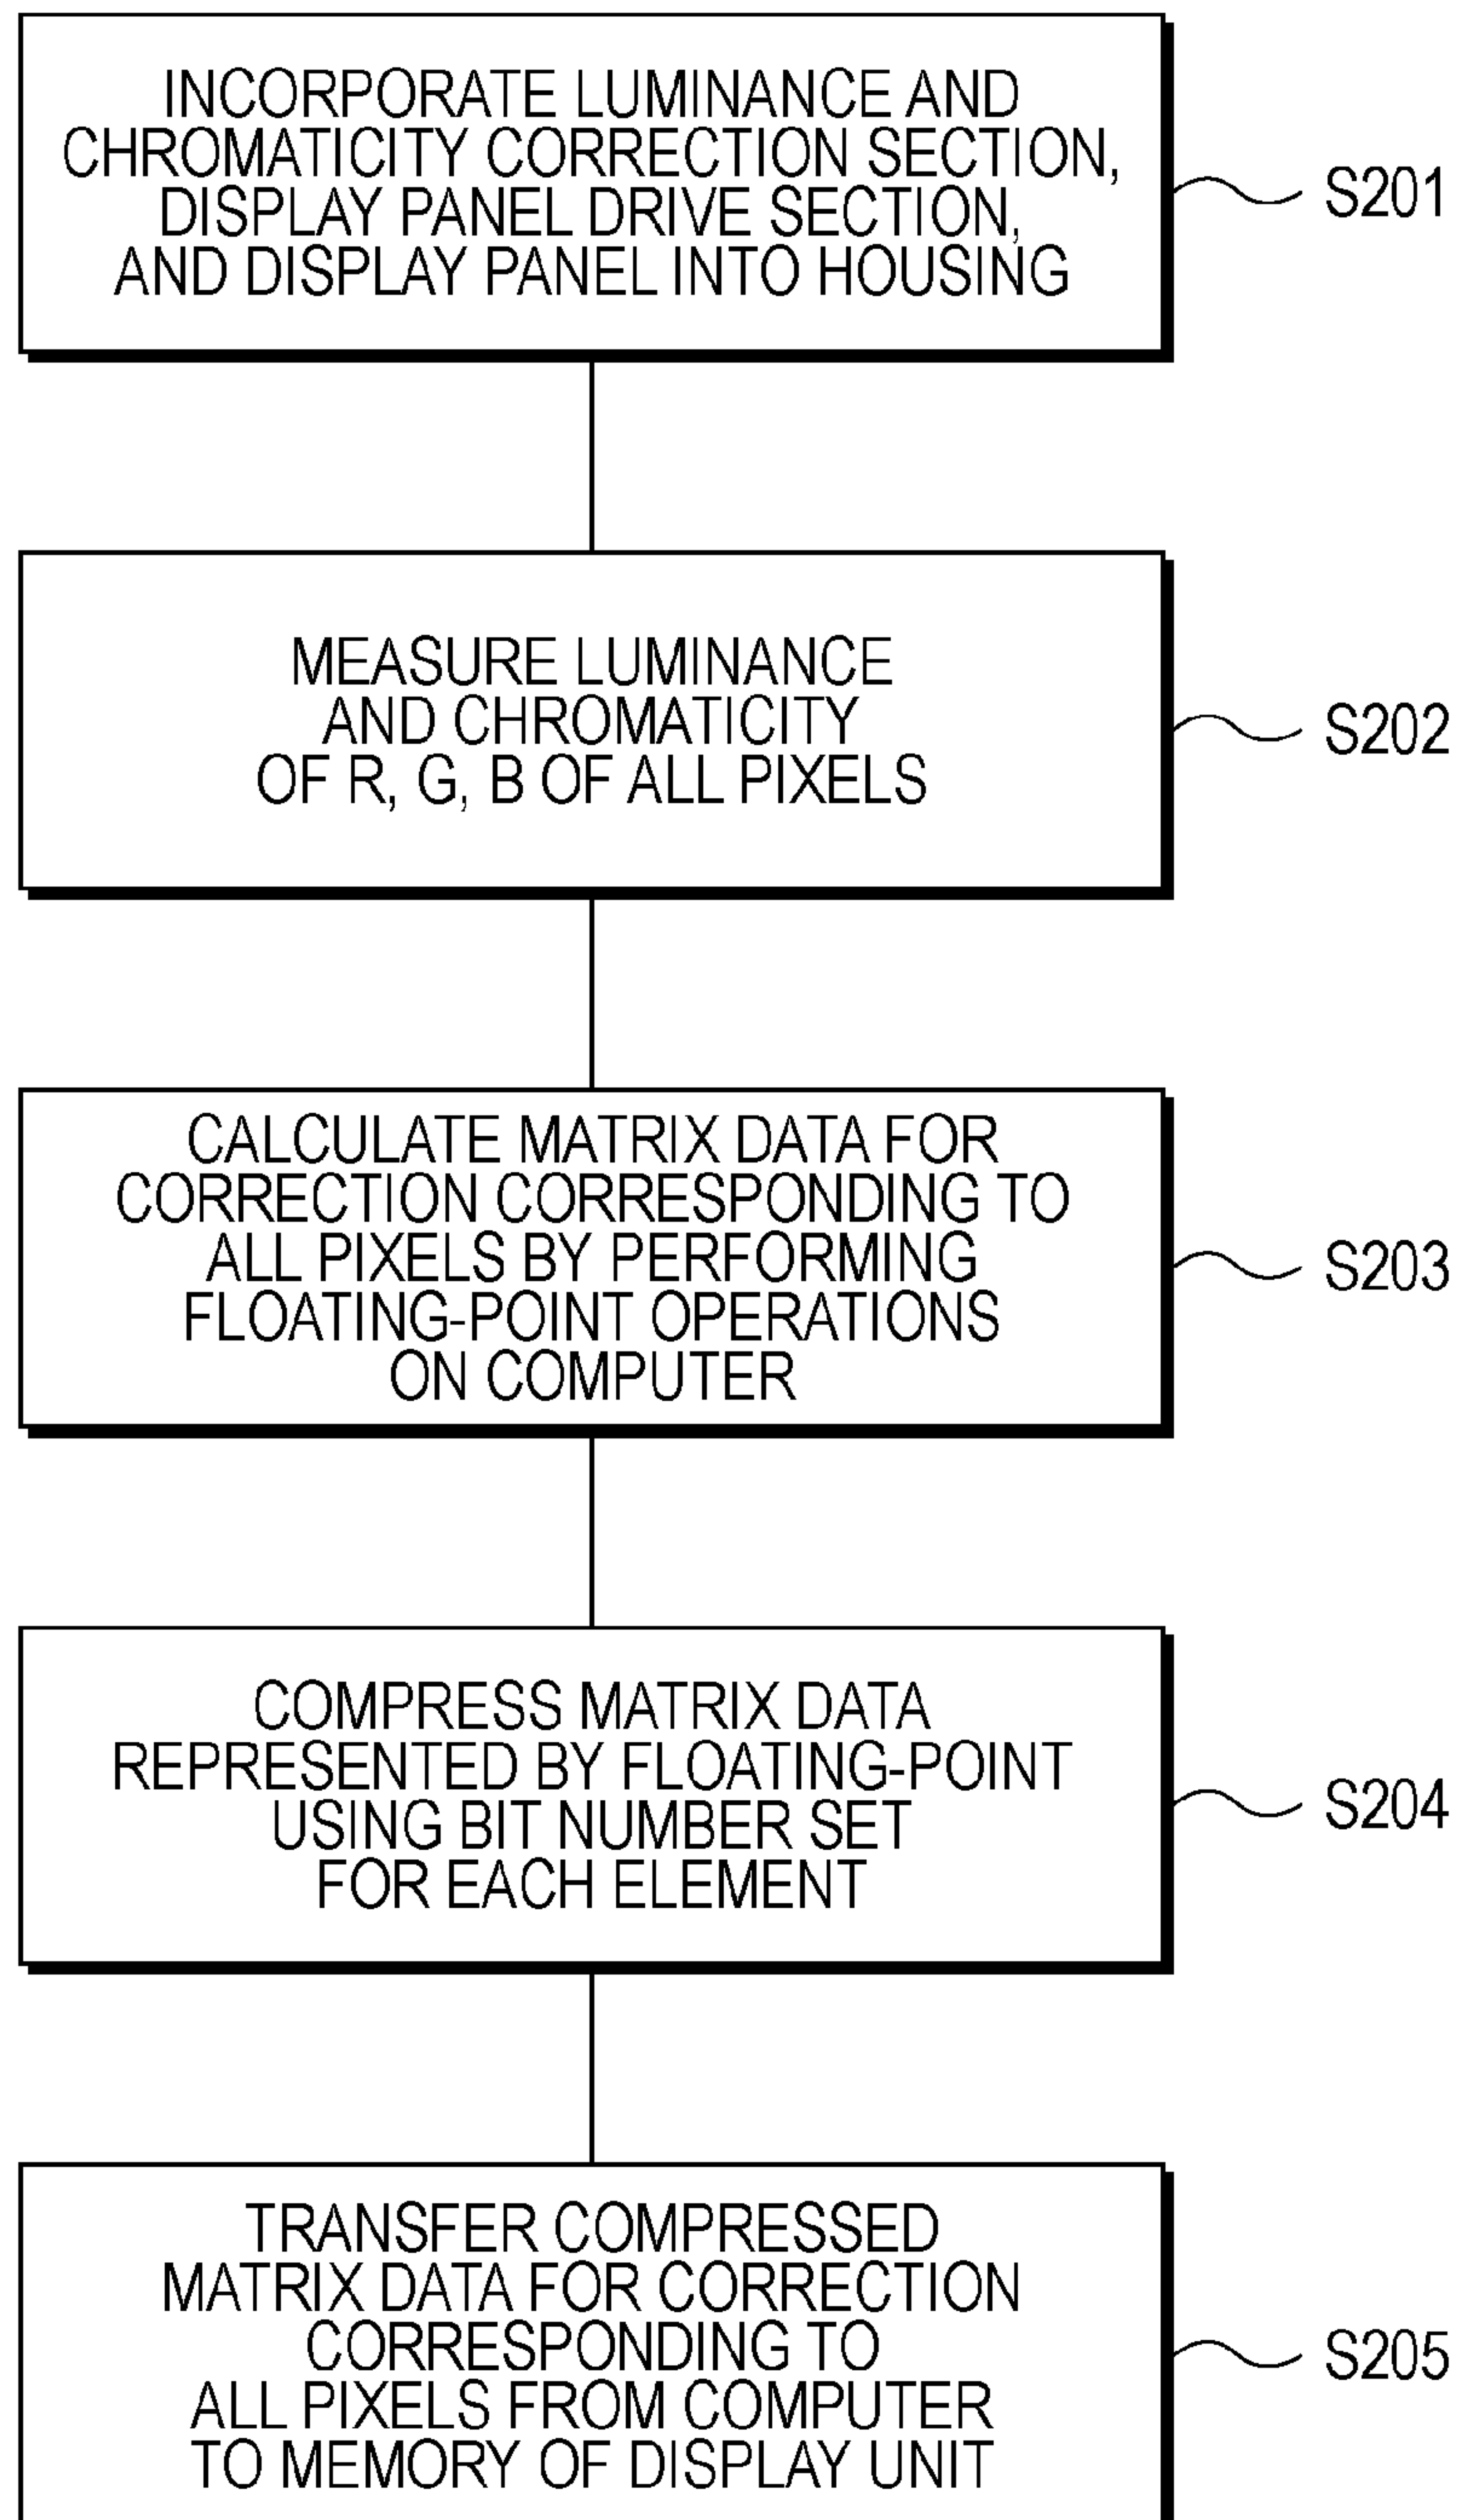 INCORPORATE LUMINANCE AND
CHROMATICITY CORRECTION SECTION,
DISPLAY PANEL DRIVE SECTION,
AND DISPLAY PANEL INTO HOUSING
S201
MEASURE LUMINANCE
AND CHROMATICITY
OF R, G, B OF ALL PIXELS
S202
CALCULATE MATRIX DATA FOR
CORRECTION CORRESPONDING TO
ALL PIXELS BY PERFORMING
FLOATING-POINT OPERATIONS
ON COMPUTER
S203
COMPRESS MATRIX DATA
REPRESENTED BY FLOATING-POINT
USING BIT NUMBER SET
FOR EACH ELEMENT
S204
TRANSFER COMPRESSED
MATRIX DATA FOR CORRECTION
CORRESPONDING TO
ALL PIXELS FROM COMPUTER
TO MEMORY OF DISPLAY UNIT
S205